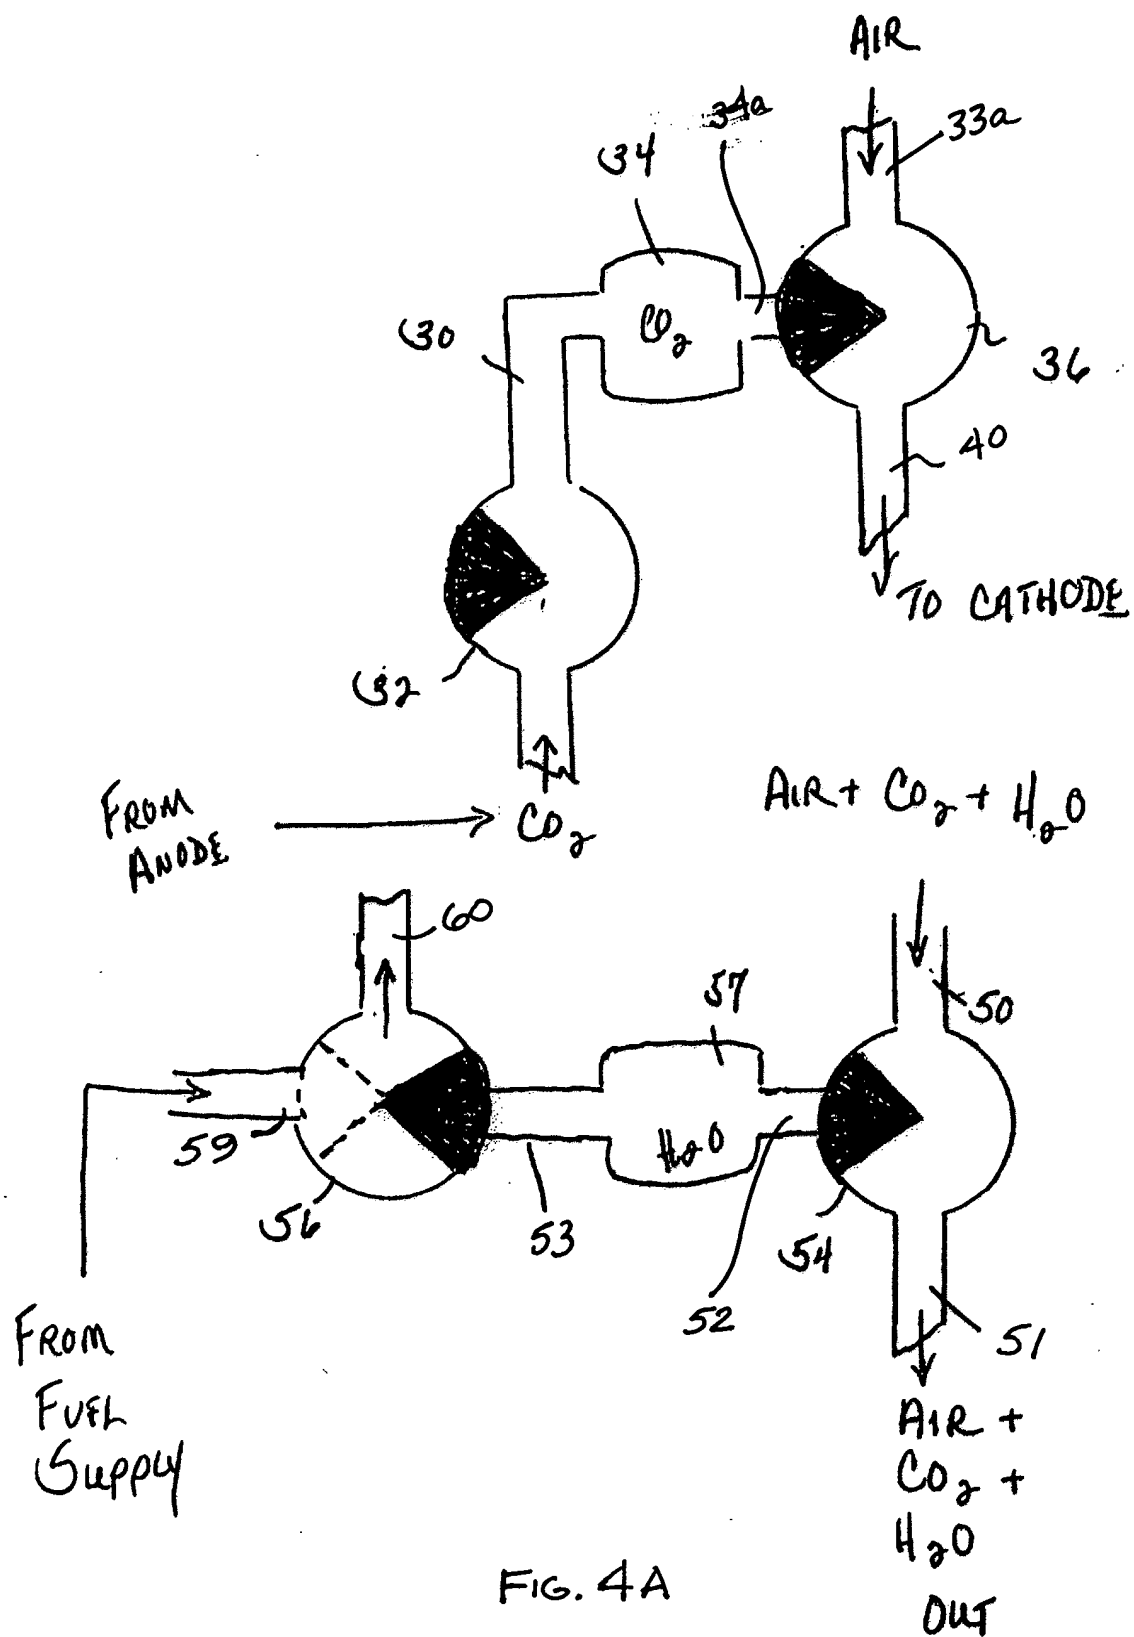 AIR
34a
33a
34
CO2
30
36
40
TO CATHODE
32
FROM
ANODE
CO2
AIR + CO2 + H2O
60
57
50
59
H2O
56
53
52
54
51
FROM
FUEL
SUPPLY
AIR +
CO2 +
H2O
OUT
FIG. 4A